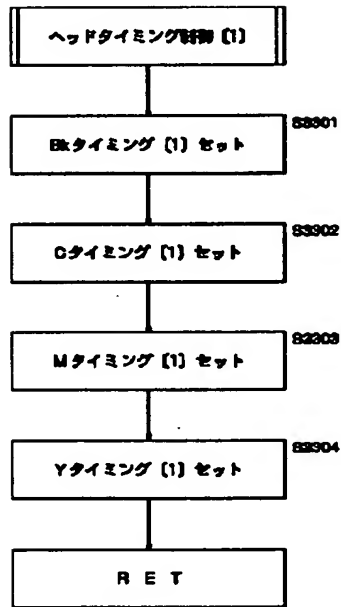 ヘッドタイミング制御〔1〕
S3301
Bkタイミング〔1〕セット
S3302
Cタイミング〔1〕セット
S3303
Mタイミング〔1〕セット
S3304
Yタイミング〔1〕セット
RET